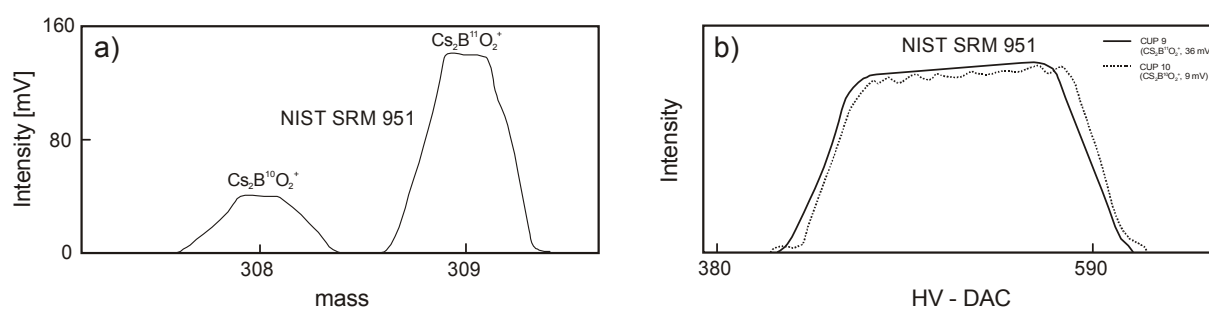 160
a)
Cs₂B¹¹O₂⁺
NIST SRM 951
80
Cs₂B¹⁰O₂⁺
Intensity [mV]
0
308
309
mass
b)
NIST SRM 951
CUP 9
(CS₂B¹¹O₂⁺, 36 mV
CUP 10
(CS₂B¹⁰O₂⁺, 9 mV)
Intensity
380
590
HV - DAC